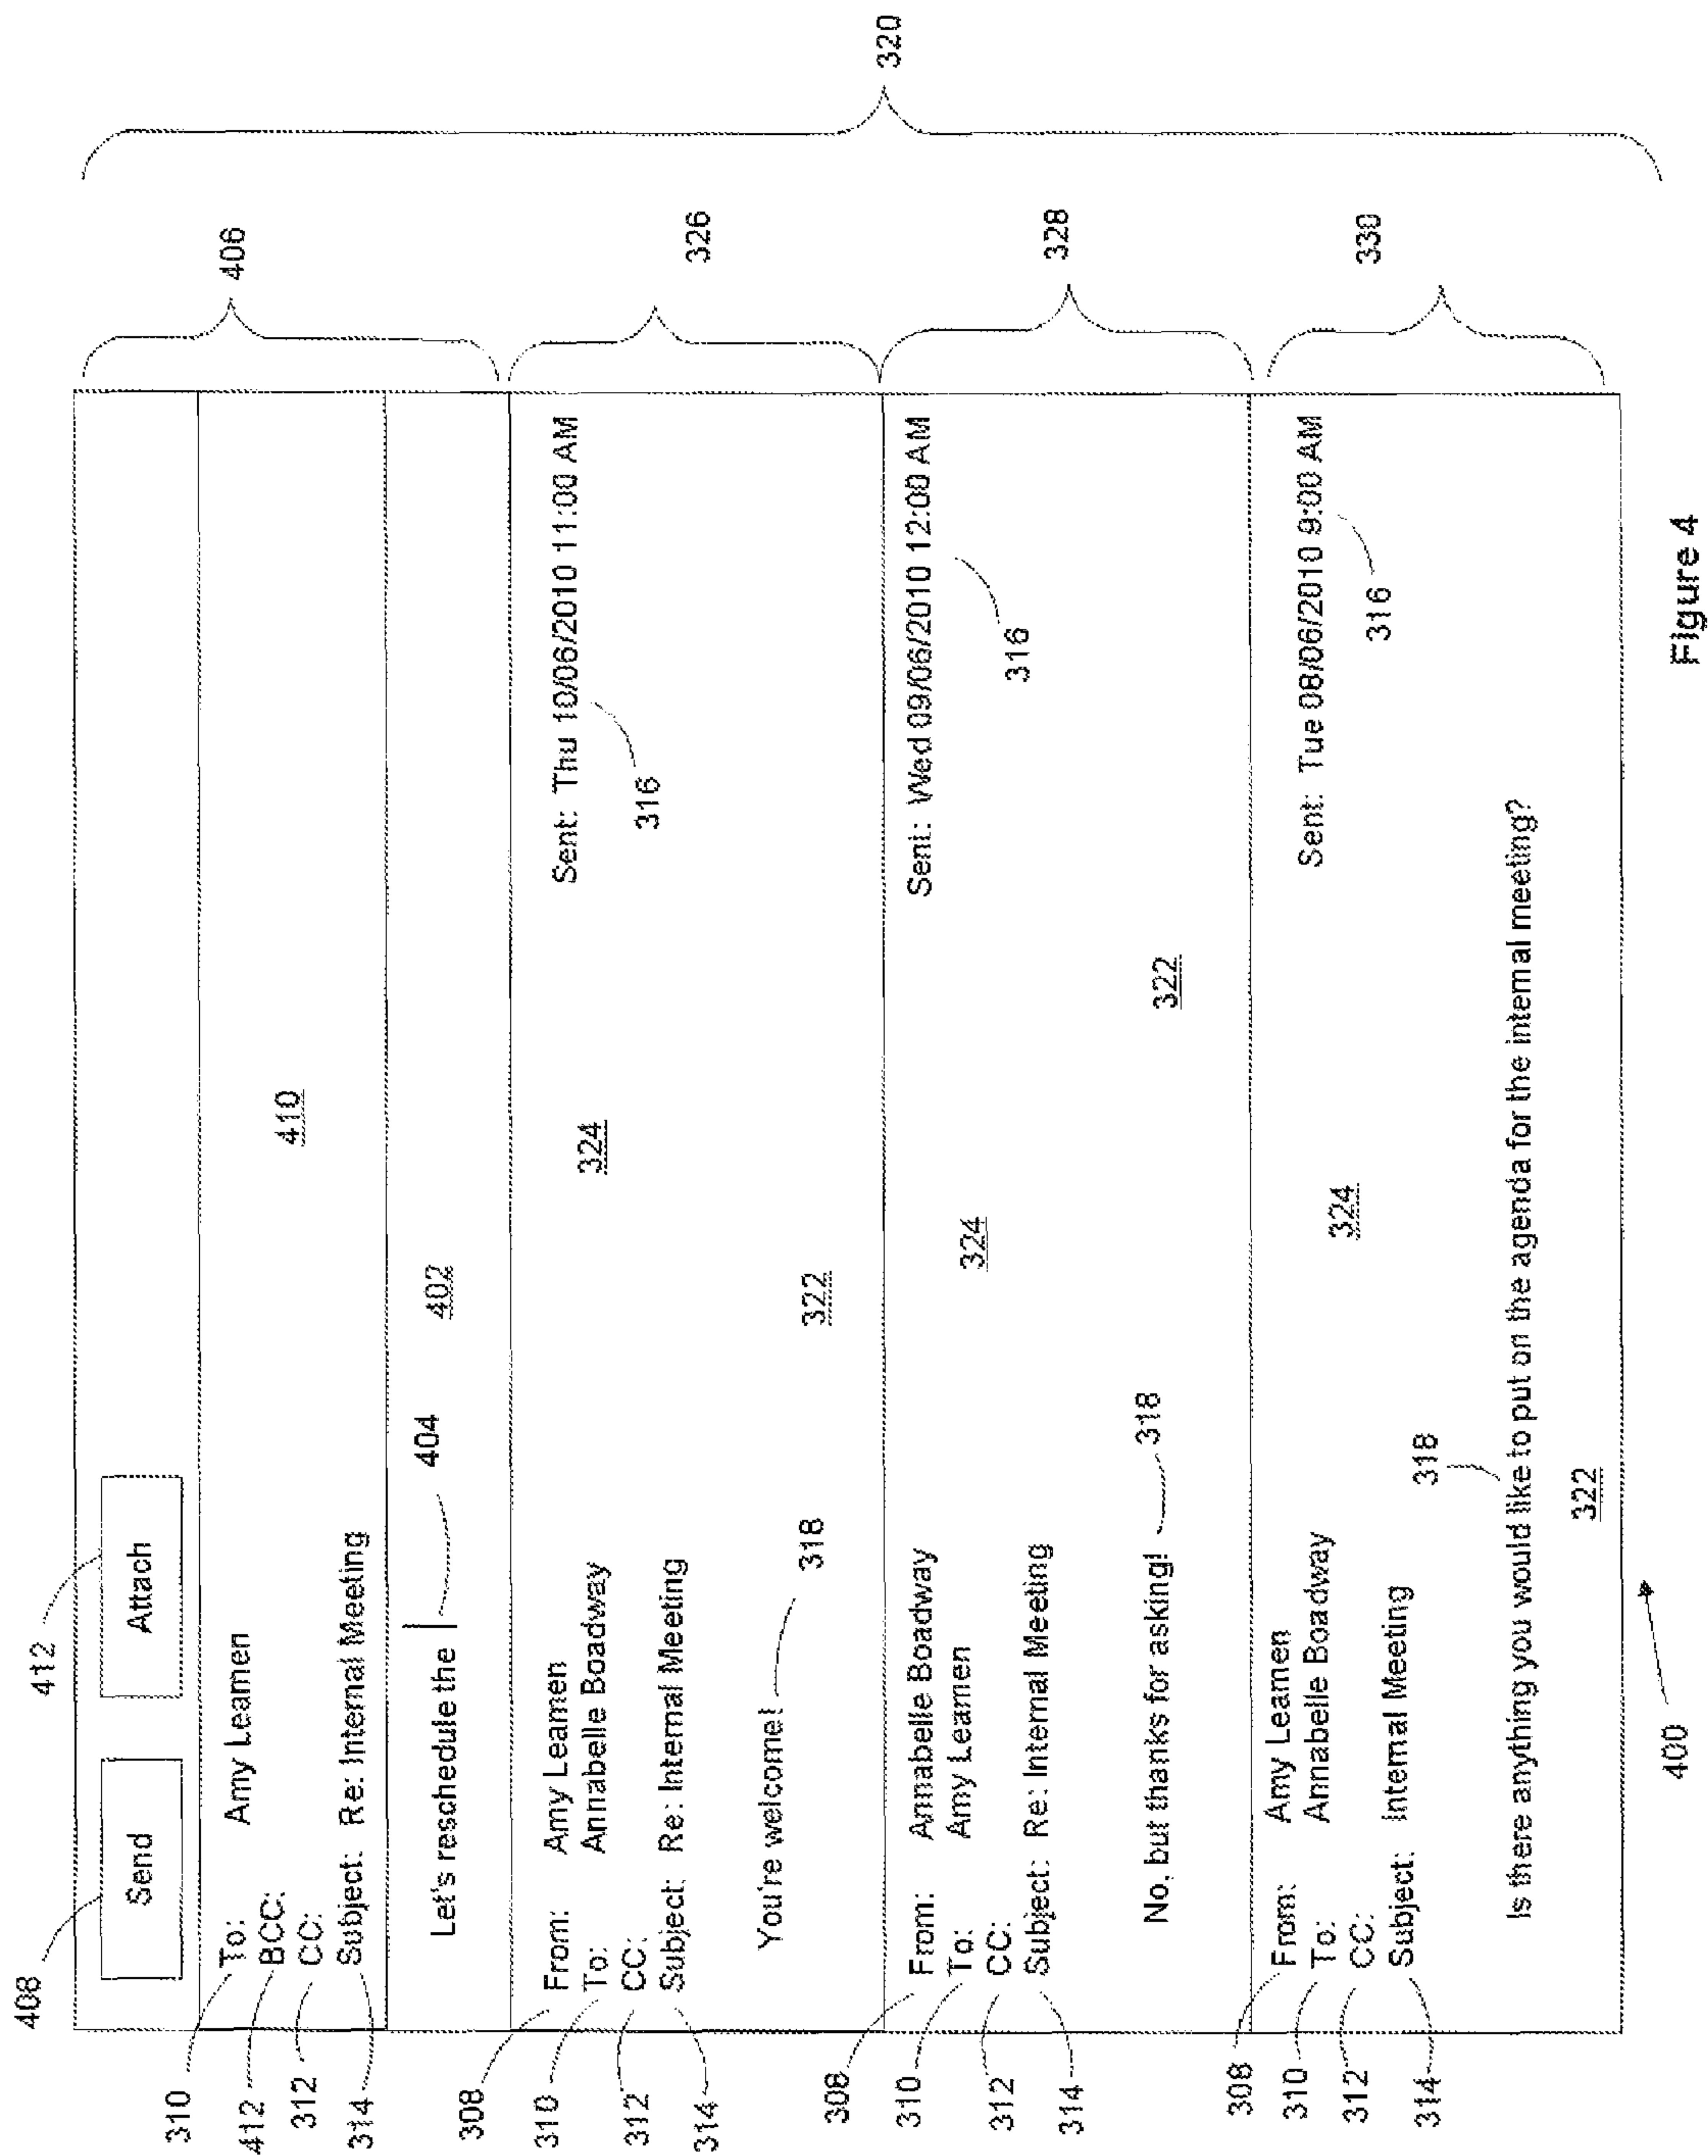 408
412
Send
Attach
310
To: Amy Leamen
412
BCC:
410
312
CC:
314
Subject: Re: Internal Meeting
406
Let's reschedule the
404
402
308
From: Amy Leamen
Sent: Thu 10/06/2010 11:00 AM
310
To: Annabelle Boadway
324
316
312
CC:
314
Subject: Re: Internal Meeting
326
You're welcome!
318
322
320
308
From: Annabelle Boadway
Sent: Wed 09/06/2010 12:00 AM
310
To: Amy Leamen
324
312
CC:
316
314
Subject: Re: Internal Meeting
328
No, but thanks for asking!
318
322
308
From: Amy Leamen
Sent: Tue 08/06/2010 9:00 AM
310
To: Annabelle Boadway
324
312
CC:
316
314
Subject: Internal Meeting
330
318
Is there anything you would like to put on the agenda for the internal meeting?
322
400
Figure 4